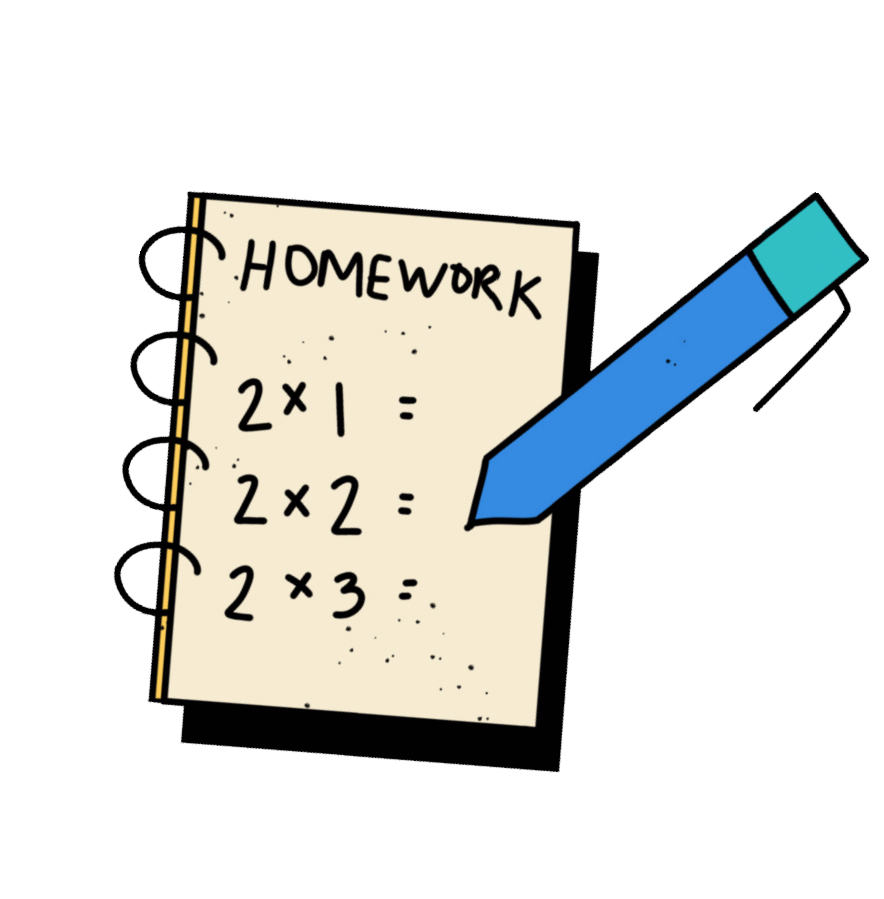 HOMEWORK
2 × 1 =
2 × 2 =
2 × 3 =